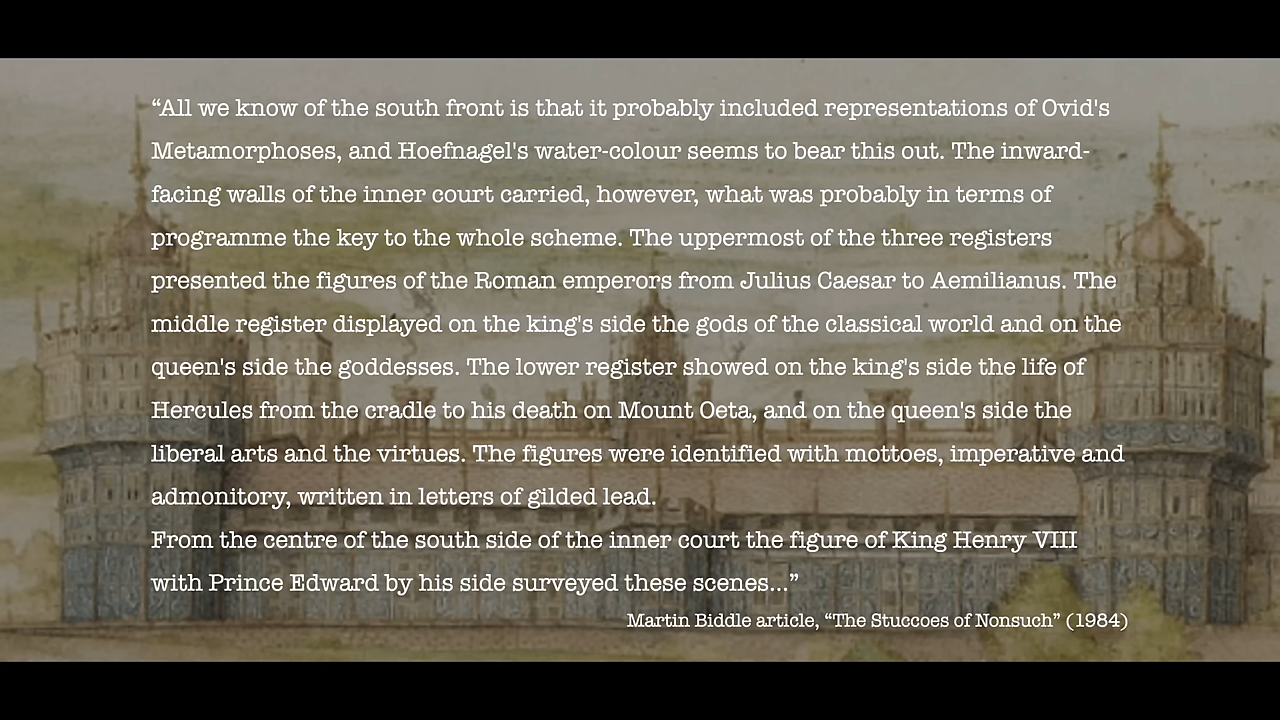 “All we know of the south front is that it probably included representations of Ovid's
Metamorphoses, and Hoefnagel's water-colour seems to bear this out. The inward-
facing walls of the inner court carried, however, what was probably in terms of
programme the key to the whole scheme. The uppermost of the three registers
presented the figures of the Roman emperors from Julius Caesar to Aemilianus. The
middle register displayed on the king's side the gods of the classical world and on the
queen's side the goddesses. The lower register showed on the king's side the life of
Hercules from the cradle to his death on Mount Oeta, and on the queen's side the
liberal arts and the virtues. The figures were identified with mottoes, imperative and
admonitory, written in letters of gilded lead.
From the centre of the south side of the inner court the figure of King Henry VIII
with Prince Edward by his side surveyed these scenes...”
Martin Biddle article, “The Stuccoes of Nonsuch” (1984)